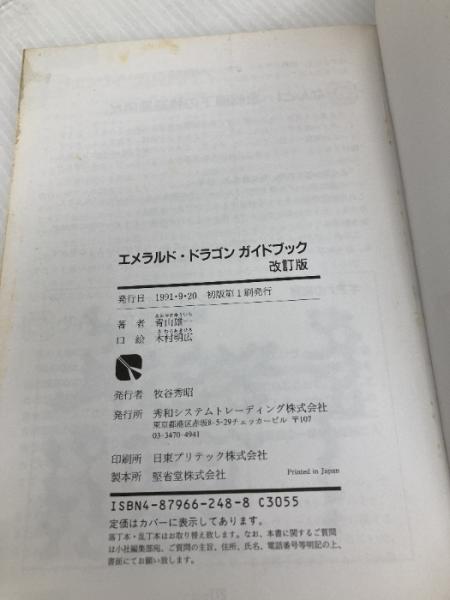 エメラルド・ドラゴン ガイドブック
改訂版
発行日 1991・9・20 初版第1刷発行
著者 青山雄一
口絵 木村明広
発行者 牧谷秀昭
発行所 秀和システムトレーディング株式会社
東京都港区赤坂8-5-29チェッカービル 〒107
03-3470-4941
印刷所 日東プリテック株式会社
製本所 堅省堂株式会社 Printed in Japan
ISBN4-87966-248-8 C3055
定価はカバーに表示してあります。
落丁本・乱丁本はお取り替え致します。なお、本書に関するご質問
は小社編集部宛、ご質問の主旨、住所、氏名、電話番号等明記の上、
書面にてお願い致します。